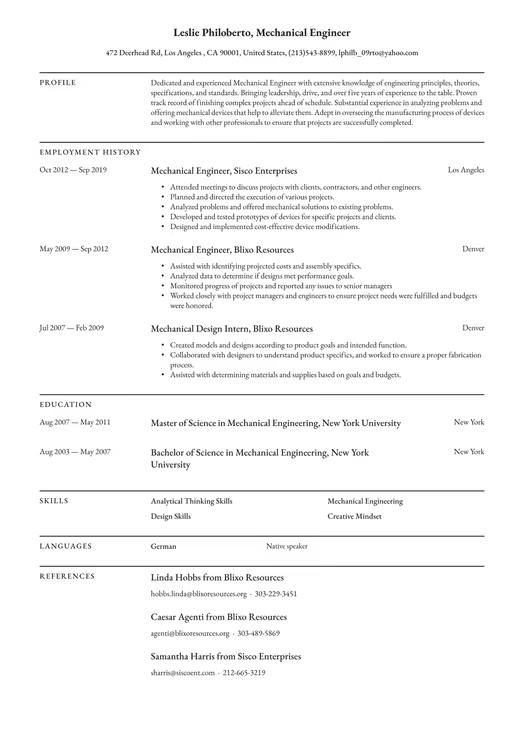 Leslie Philoberto, Mechanical Engineer
472 Deerhead Rd, Los Angeles , CA 90001, United States, (213)543-8899, lphilb_09rto@yahoo.com
PROFILE
Dedicated and experienced Mechanical Engineer with extensive knowledge of engineering principles, theories,
specifications, and standards. Bringing leadership, drive, and over five years of experience to the table. Proven
track record of finishing complex projects ahead of schedule. Substantial experience in analyzing problems and
offering mechanical devices that help to alleviate them. Adept in overseeing the manufacturing process of devices
and working with other professionals to ensure that projects are successfully completed.
EMPLOYMENT HISTORY
Oct 2012 — Sep 2019
Mechanical Engineer, Sisco Enterprises
Los Angeles
• Attended meetings to discuss projects with clients, contractors, and other engineers.
• Planned and directed the execution of various projects.
• Analyzed problems and offered mechanical solutions to existing problems.
• Developed and tested prototypes of devices for specific projects and clients.
• Designed and implemented cost-effective device modifications.
May 2009 — Sep 2012
Mechanical Engineer, Blixo Resources
Denver
• Assisted with identifying projected costs and assembly specifics.
• Analyzed data to determine if designs met performance goals.
• Monitored progress of projects and reported any issues to senior managers
• Worked closely with project managers and engineers to ensure project needs were fulfilled and budgets
were honored.
Jul 2007 — Feb 2009
Mechanical Design Intern, Blixo Resources
Denver
• Created models and designs according to product goals and intended function.
• Collaborated with designers to understand product specifics, and worked to ensure a proper fabrication
process.
• Assisted with determining materials and supplies based on goals and budgets.
EDUCATION
Aug 2007 — May 2011
Master of Science in Mechanical Engineering, New York University
New York
Aug 2003 — May 2007
Bachelor of Science in Mechanical Engineering, New York
University
New York
SKILLS
Analytical Thinking Skills
Mechanical Engineering
Design Skills
Creative Mindset
LANGUAGES
German
Native speaker
REFERENCES
Linda Hobbs from Blixo Resources
hobbs.linda@blixoresources.org · 303-229-3451
Caesar Agenti from Blixo Resources
agenti@blixoresources.org · 303-489-5869
Samantha Harris from Sisco Enterprises
sharris@siscoent.com · 212-665-3219